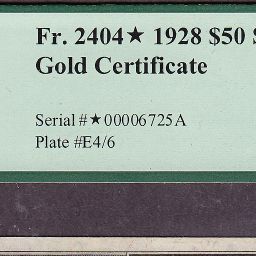 Fr. 2404★ 1928 $50
Gold Certificate
Serial #★00006725A
Plate #E4/6